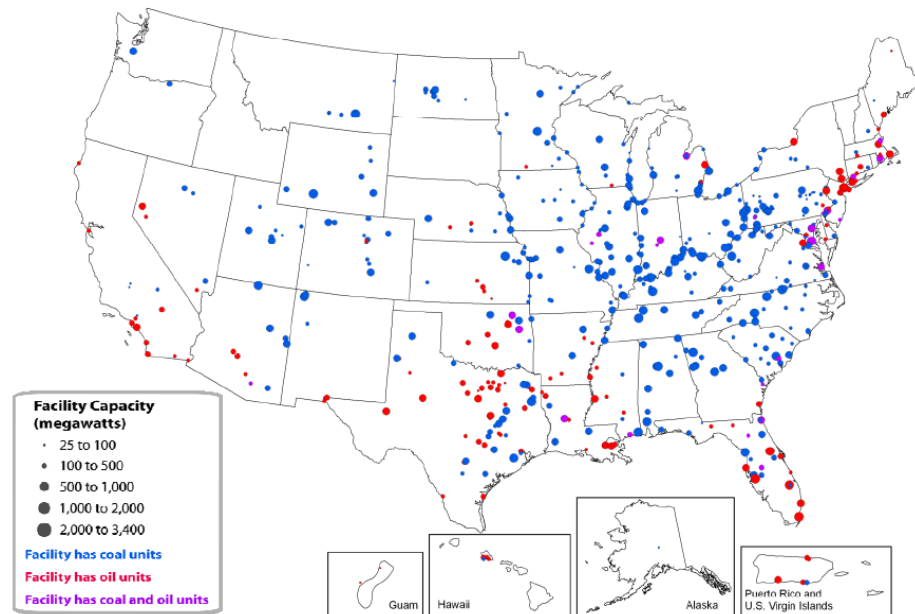 Facility Capacity
(megawatts)
25 to 100
100 to 500
500 to 1,000
1,000 to 2,000
2,000 to 3,400
Facility has coal units
Facility has oil units
Facility has coal and oil units
Guam
Hawaii
Alaska
Puerto Rico and
U.S. Virgin Islands